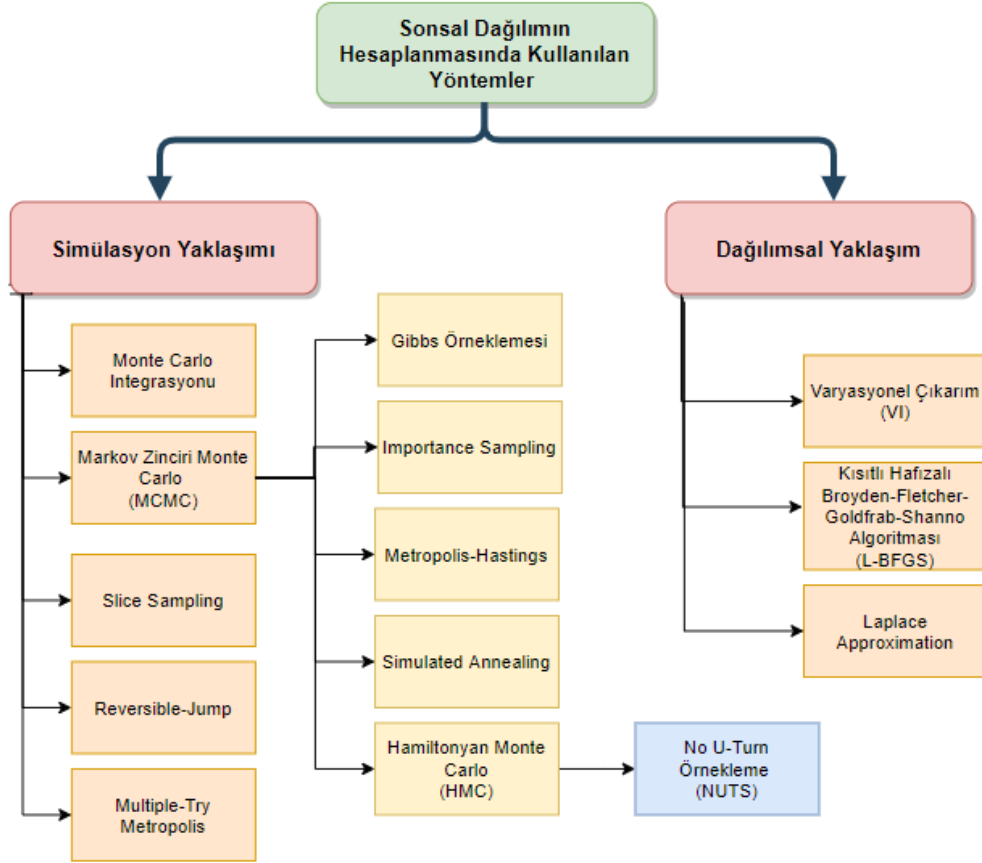 Sonsal Dağılımın
Hesaplanmasında Kullanılan
Yöntemler
Simülasyon Yaklaşımı
Dağılımsal Yaklaşım
Monte Carlo
Integrasyonu
Markov Zinciri Monte
Carlo
(MCMC)
Slice Sampling
Reversible-Jump
Multiple-Try
Metropolis
Gibbs Örneklemesi
Importance Sampling
Metropolis-Hastings
Simulated Annealing
Hamiltonyan Monte
Carlo
(HMC)
No U-Turn
Örnekleme
(NUTS)
Varyasyonel Çıkarım
(VI)
Kısıtlı Hafızalı
Broyden-Fletcher-
Goldfrab-Shanno
Algoritması
(L-BFGS)
Laplace
Approximation